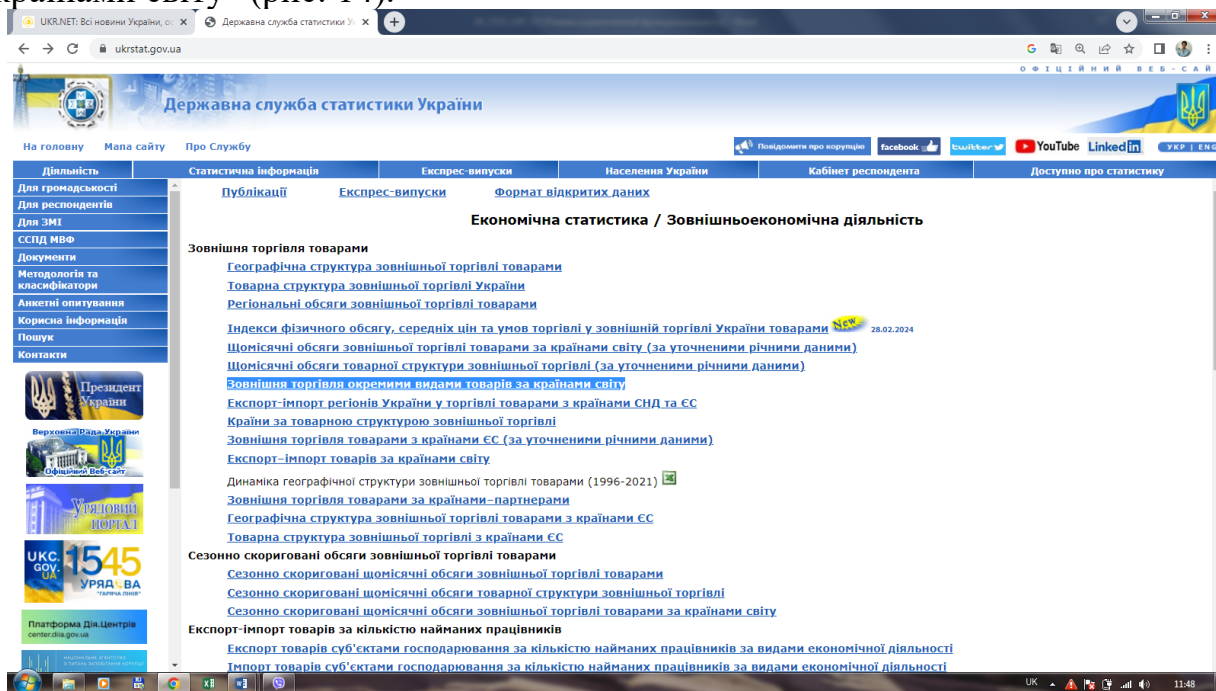 країнами світу" (рис. 14).
UKR.NET: Всі новини України, ос
Державна служба статистики Ук
ukrstat.gov.ua
ОФІЦІЙНИЙ ВЕБ-САЙ
Державна служба статистики України
На головну Мапа сайту Про Службу
Повідомити про корупцію facebook twitter YouTube Linked in УКР | ENG
Діяльність Статистична інформація Експрес-випуски Населення України Кабінет респондента Доступно про статистику
Для громадськості
Для респондентів
Для ЗМІ
ССПД МВФ
Документи
Методологія та
класифікатори
Анкетні опитування
Корисна інформація
Пошук
Контакти
Президент
України
Верховна Рада України
Офіційний Веб-сайт
Урядовий
портал
UKC.
GOV.
UA
1545
УРЯДОВА
"ГАРЯЧА ЛІНІЯ"
Платформа Дія.Центрів
center.diia.gov.ua
Публікації Експрес-випуски Формат відкритих даних
Економічна статистика / Зовнішньоекономічна діяльність
Зовнішня торгівля товарами
Географічна структура зовнішньої торгівлі товарами
Товарна структура зовнішньої торгівлі України
Регіональні обсяги зовнішньої торгівлі товарами
Індекси фізичного обсягу, середніх цін та умов торгівлі у зовнішній торгівлі України товарами New 28.02.2024
Щомісячні обсяги зовнішньої торгівлі товарами за країнами світу (за уточненими річними даними)
Щомісячні обсяги товарної структури зовнішньої торгівлі (за уточненими річними даними)
Зовнішня торгівля окремими видами товарів за країнами світу
Експорт-імпорт регіонів України у торгівлі товарами з країнами СНД та ЄС
Країни за товарною структурою зовнішньої торгівлі
Зовнішня торгівля товарами з країнами ЄС (за уточненими річними даними)
Експорт–імпорт товарів за країнами світу
Динаміка географічної структури зовнішньої торгівлі товарами (1996-2021)
Зовнішня торгівля товарами за країнами–партнерами
Географічна структура зовнішньої торгівлі товарами з країнами ЄС
Товарна структура зовнішньої торгівлі з країнами ЄС
Сезонно скориговані обсяги зовнішньої торгівлі товарами
Сезонно скориговані щомісячні обсяги зовнішньої торгівлі товарами
Сезонно скориговані щомісячні обсяги товарної структури зовнішньої торгівлі
Сезонно скориговані щомісячні обсяги зовнішньої торгівлі товарами за країнами світу
Експорт-імпорт товарів за кількістю найманих працівників
Експорт товарів суб'єктами господарювання за кількістю найманих працівників за видами економічної діяльності
Імпорт товарів суб'єктами господарювання за кількістю найманих працівників за видами економічної діяльності
UK 11:48